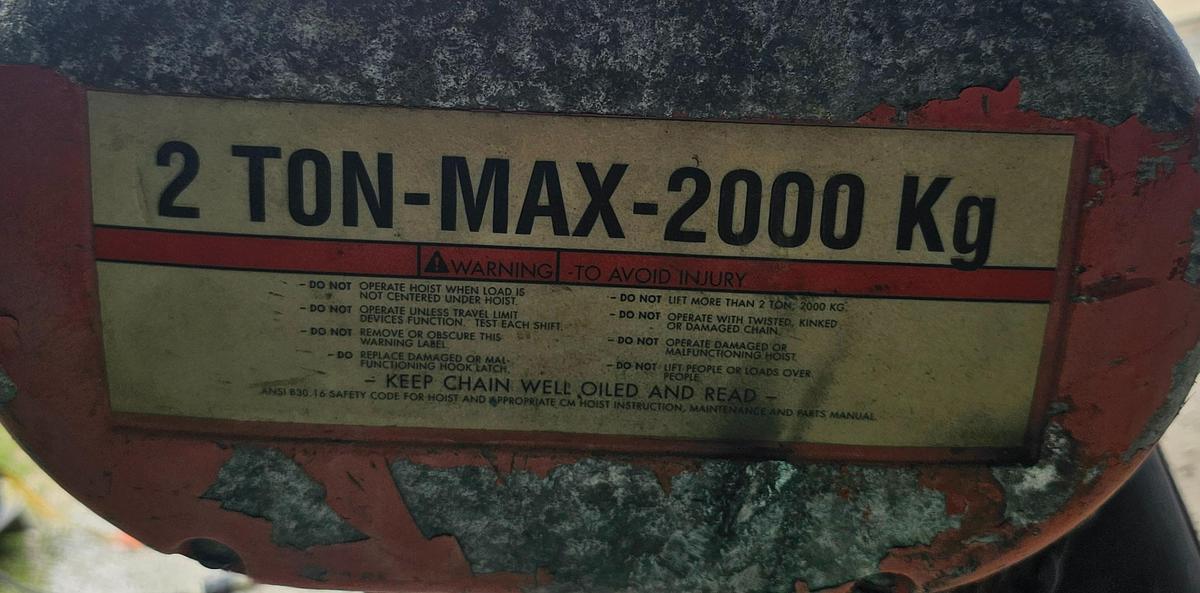 2 TON-MAX-2000 Kg
WARNING -TO AVOID INJURY
- DO NOT OPERATE HOIST WHEN LOAD IS
NOT CENTERED UNDER HOIST.
- DO NOT OPERATE UNLESS TRAVEL LIMIT
DEVICES FUNCTION. TEST EACH SHIFT.
- DO NOT REMOVE OR OBSCURE THIS
WARNING LABEL.
- DO REPLACE DAMAGED OR MAL-
FUNCTIONING HOOK LATCH.
- DO NOT LIFT MORE THAN 2 TON, 2000 KG.
- DO NOT OPERATE WITH TWISTED, KINKED
OR DAMAGED CHAIN.
- DO NOT OPERATE DAMAGED OR
MALFUNCTIONING HOIST.
- DO NOT LIFT PEOPLE OR LOADS OVER
PEOPLE.
- KEEP CHAIN WELL OILED AND READ -
ANSI B30.16 SAFETY CODE FOR HOIST AND APPROPRIATE CM HOIST INSTRUCTION, MAINTENANCE AND PARTS MANUAL.